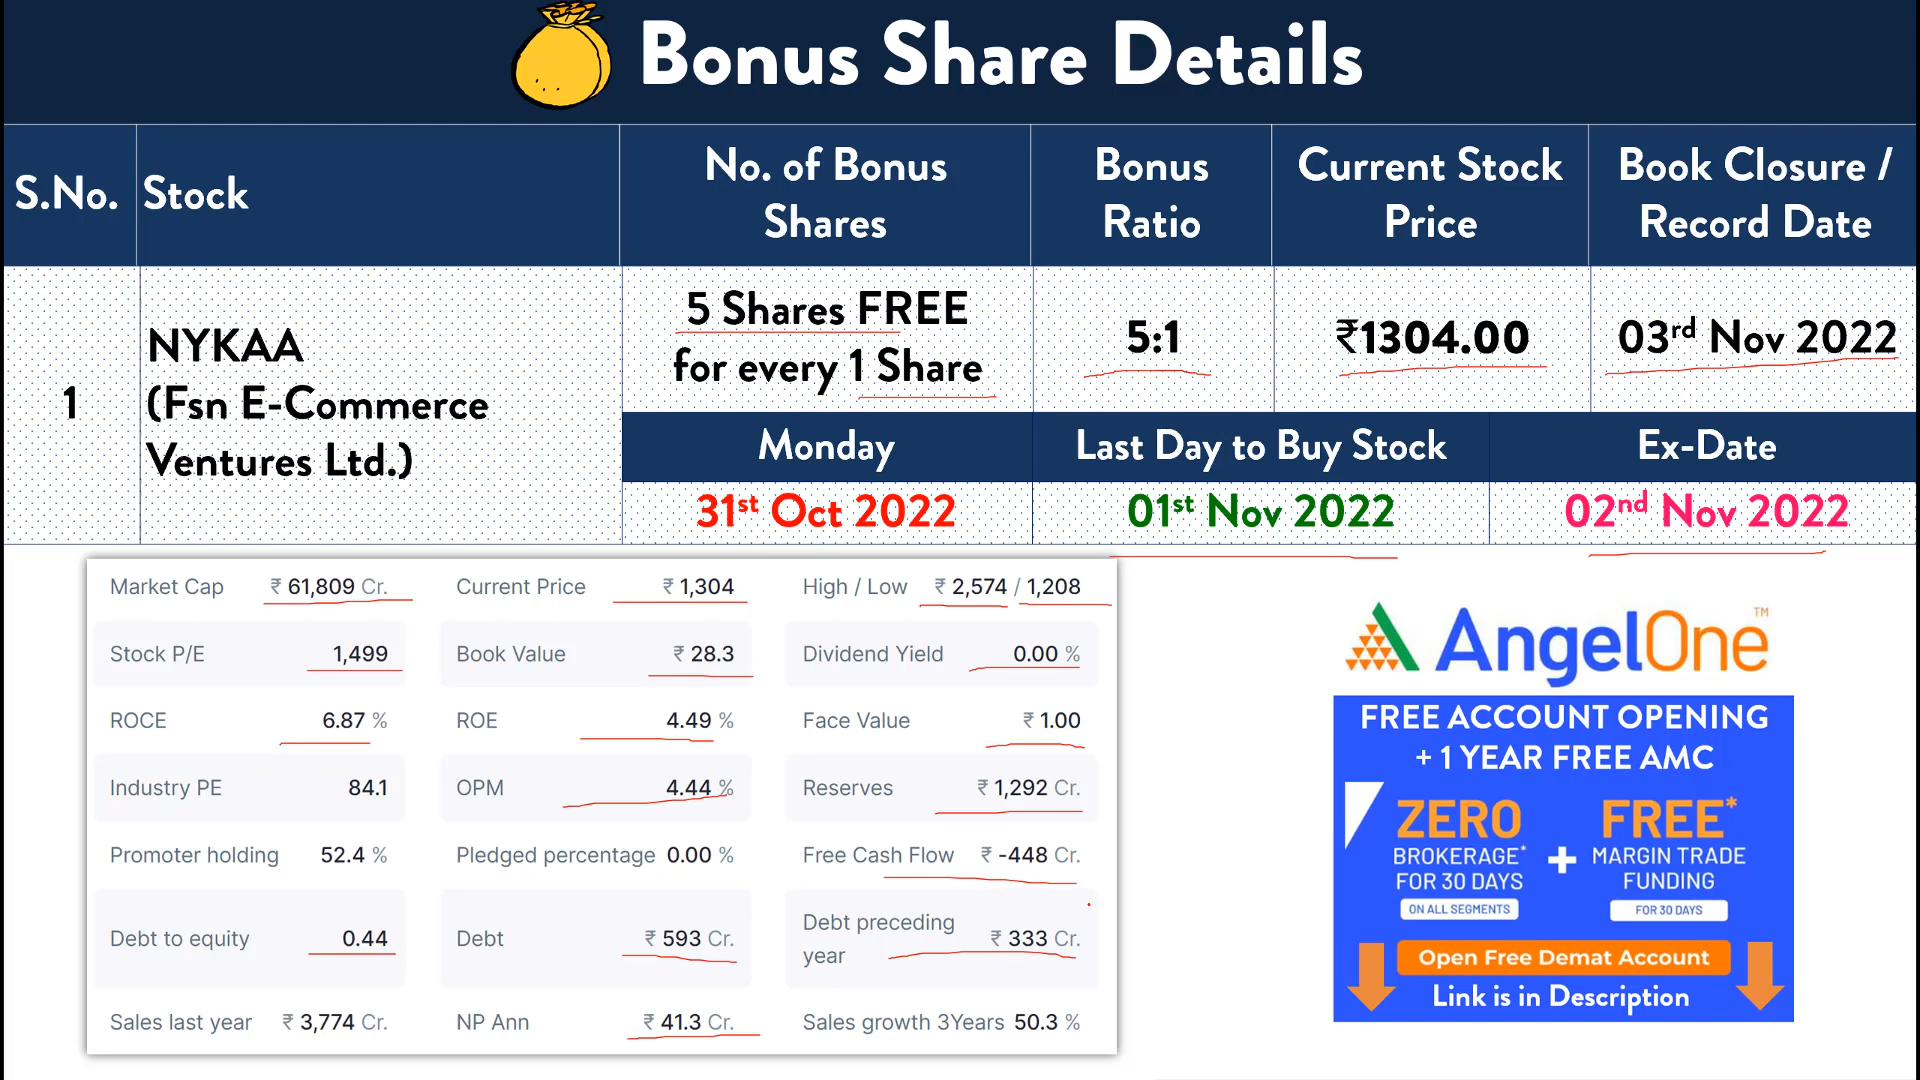 Bonus Share Details
S.No.
Stock
No. of Bonus
Shares
Bonus
Ratio
Current Stock
Price
Book Closure /
Record Date
1
NYKAA
(Fsn E-Commerce
Ventures Ltd.)
5 Shares FREE
for every 1 Share
5:1
₹1304.00
03rd Nov 2022
Monday
Last Day to Buy Stock
Ex-Date
31st Oct 2022
01st Nov 2022
02nd Nov 2022
Market Cap ₹ 61,809 Cr.
Current Price ₹ 1,304
High / Low ₹ 2,574 / 1,208
Stock P/E 1,499
Book Value ₹ 28.3
Dividend Yield 0.00 %
ROCE 6.87 %
ROE 4.49 %
Face Value ₹ 1.00
Industry PE 84.1
OPM 4.44 %
Reserves ₹ 1,292 Cr.
Promoter holding 52.4 %
Pledged percentage 0.00 %
Free Cash Flow ₹ -448 Cr.
Debt to equity 0.44
Debt ₹ 593 Cr.
Debt preceding
year ₹ 333 Cr.
Sales last year ₹ 3,774 Cr.
NP Ann ₹ 41.3 Cr.
Sales growth 3Years 50.3 %
AngelOne™
FREE ACCOUNT OPENING
+ 1 YEAR FREE AMC
ZERO
BROKERAGE*
FOR 30 DAYS
ON ALL SEGMENTS
+
FREE*
MARGIN TRADE
FUNDING
FOR 30 DAYS
Open Free Demat Account
Link is in Description